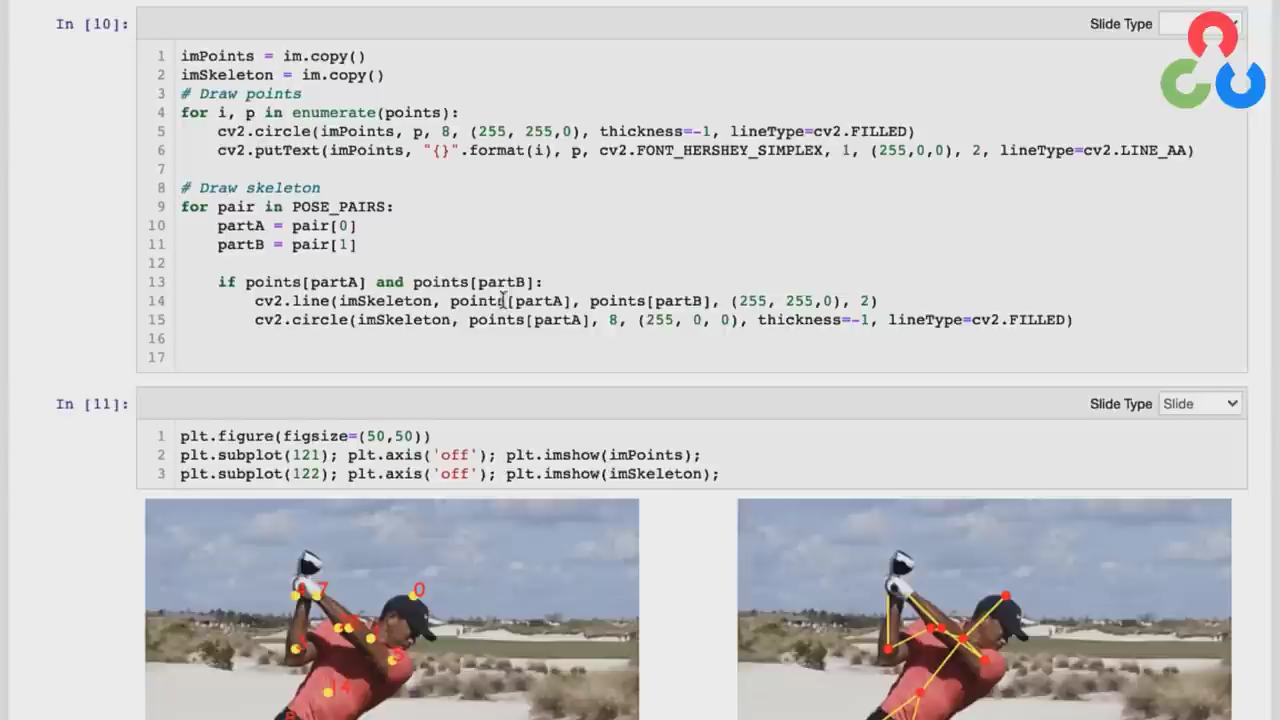 In [10]:
Slide Type
1 imPoints = im.copy()
2 imSkeleton = im.copy()
3 # Draw points
4 for i, p in enumerate(points):
5 cv2.circle(imPoints, p, 8, (255, 255,0), thickness=-1, lineType=cv2.FILLED)
6 cv2.putText(imPoints, "{}".format(i), p, cv2.FONT_HERSHEY_SIMPLEX, 1, (255,0,0), 2, lineType=cv2.LINE_AA)
7
8 # Draw skeleton
9 for pair in POSE_PAIRS:
10 partA = pair[0]
11 partB = pair[1]
12
13 if points[partA] and points[partB]:
14 cv2.line(imSkeleton, points[partA], points[partB], (255, 255,0), 2)
15 cv2.circle(imSkeleton, points[partA], 8, (255, 0, 0), thickness=-1, lineType=cv2.FILLED)
16
17
In [11]:
Slide Type Slide
1 plt.figure(figsize=(50,50))
2 plt.subplot(121); plt.axis('off'); plt.imshow(imPoints);
3 plt.subplot(122); plt.axis('off'); plt.imshow(imSkeleton);
7
0
14